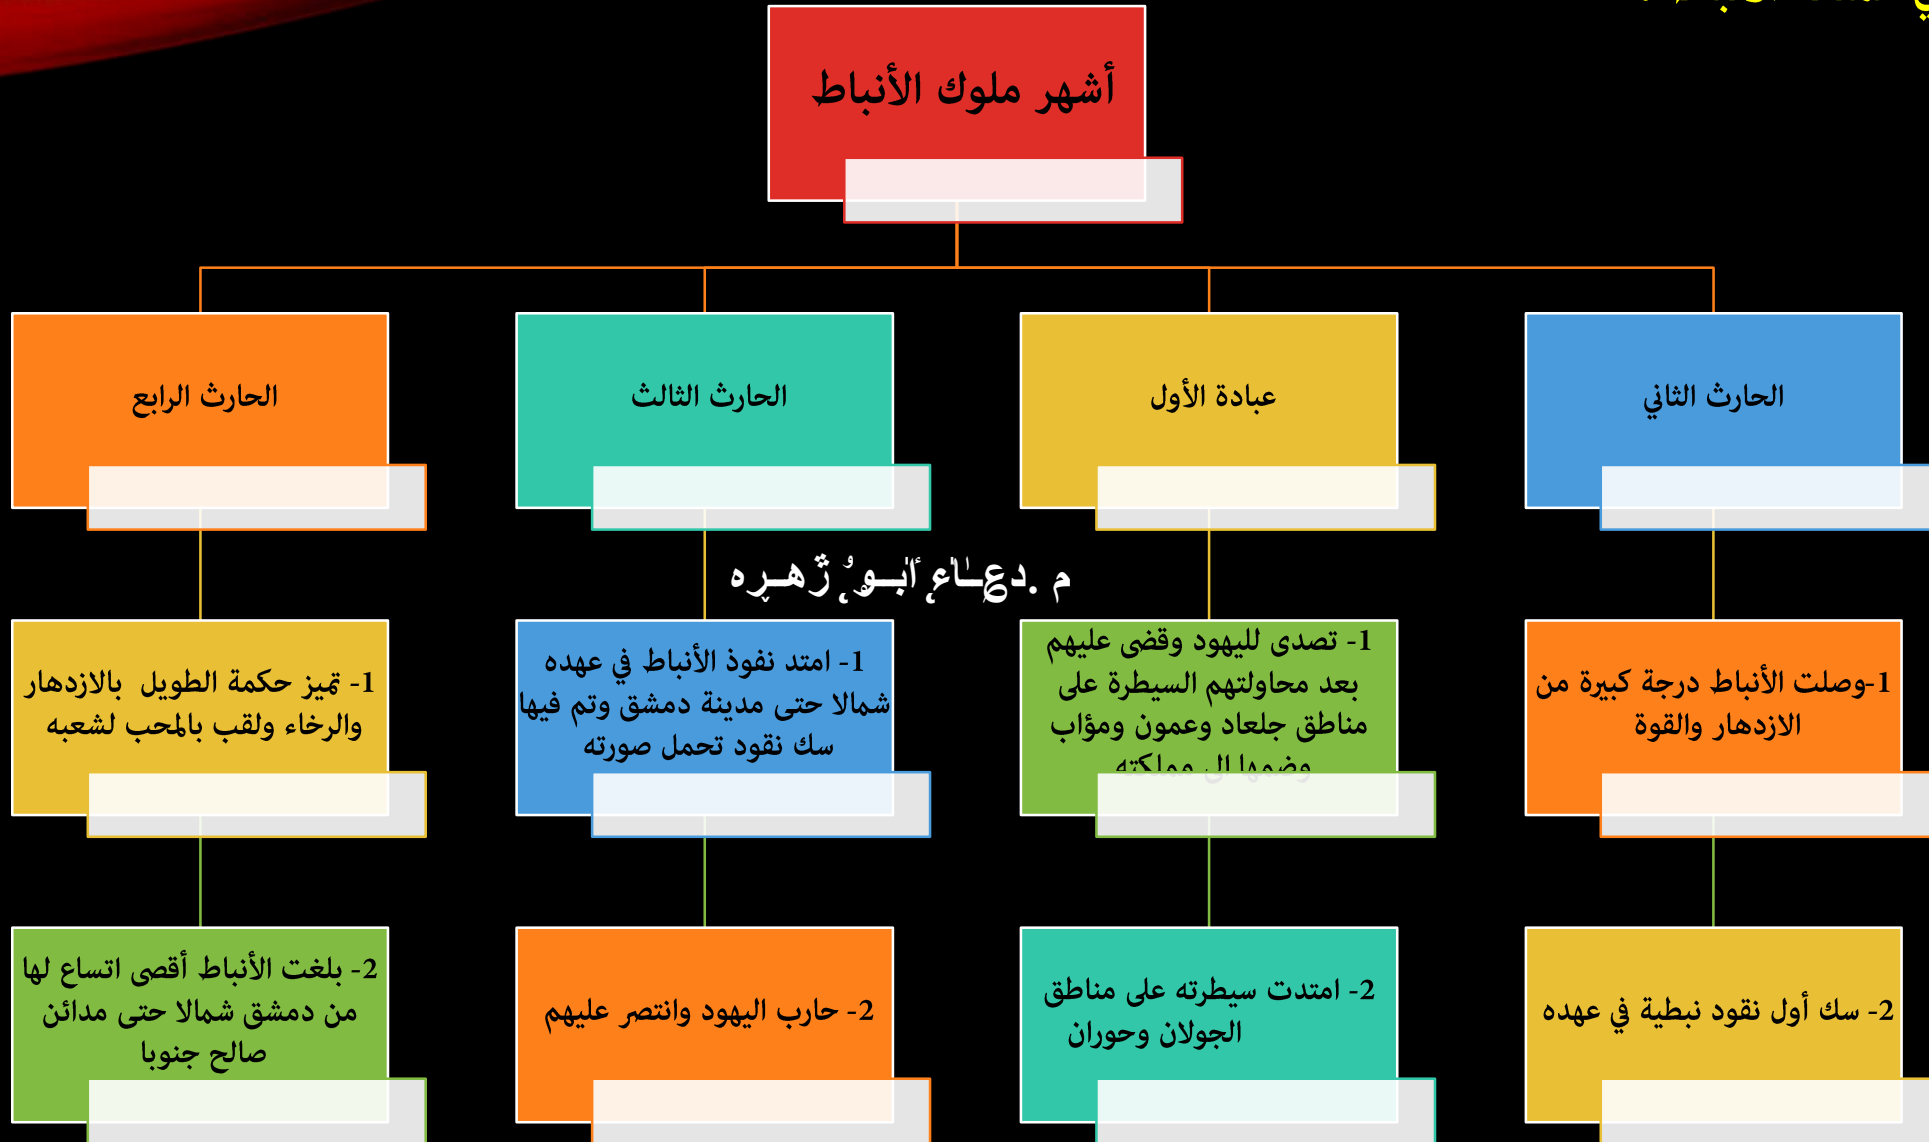 أشهر ملوك الأنباط
الحارث الثاني
عبادة الأول
الحارث الثالث
الحارث الرابع
م .دعاء أبو زهره
1-وصلت الأنباط درجة كبيرة من
الازدهار والقوة
1- تصدى لليهود وقضى عليهم
بعد محاولتهم السيطرة على
مناطق جلعاد وعمون ومؤاب
وضمها الى مملكته
1- امتد نفوذ الأنباط في عهده
شمالا حتى مدينة دمشق وتم فيها
سك نقود تحمل صورته
1- تميز حكمة الطويل بالازدهار
والرخاء ولقب بالمحب لشعبه
2- سك أول نقود نبطية في عهده
2- امتدت سيطرته على مناطق
الجولان وحوران
2- حارب اليهود وانتصر عليهم
2- بلغت الأنباط أقصى اتساع لها
من دمشق شمالا حتى مدائن
صالح جنوبا